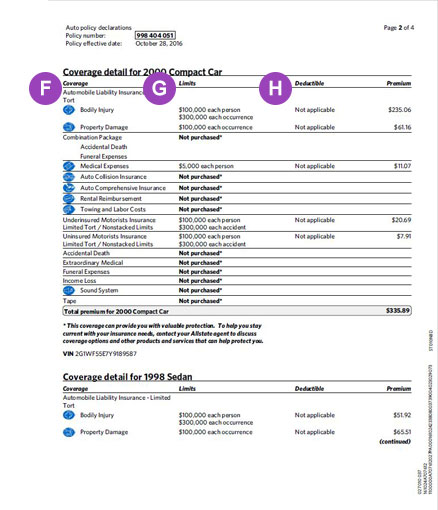 Auto policy declarations
Policy number: 998 404 051
Policy effective date: October 28, 2016
Page 2 of 4
Coverage detail for 2000 Compact Car
F G H
Coverage Limits Deductible Premium
Automobile Liability Insurance
Tort
Bodily Injury $100,000 each person Not applicable $235.06
$300,000 each occurrence
Property Damage $100,000 each occurrence Not applicable $61.16
Combination Package Not purchased*
Accidental Death
Funeral Expenses
Medical Expenses $5,000 each person Not applicable $11.07
Auto Collision Insurance Not purchased*
Auto Comprehensive Insurance Not purchased*
Rental Reimbursement Not purchased*
Towing and Labor Costs Not purchased*
Underinsured Motorists Insurance $100,000 each person Not applicable $20.69
Limited Tort / Nonstacked Limits $300,000 each accident
Uninsured Motorists Insurance $100,000 each person Not applicable $7.91
Limited Tort / Nonstacked Limits $300,000 each accident
Accidental Death Not purchased*
Extraordinary Medical Not purchased*
Funeral Expenses Not purchased*
Income Loss Not purchased*
Sound System Not purchased*
Tape Not purchased*
Total premium for 2000 Compact Car $335.89
* This coverage can provide you with valuable protection. To help you stay
current with your insurance needs, contact your Allstate agent to discuss
coverage options and other products and services that can help protect you.
VIN 2G1WF55E7Y9189587
Coverage detail for 1998 Sedan
Coverage Limits Deductible Premium
Automobile Liability Insurance - Limited
Tort
Bodily Injury $100,000 each person Not applicable $51.92
$300,000 each occurrence
Property Damage $100,000 each occurrence Not applicable $65.51
(continued)